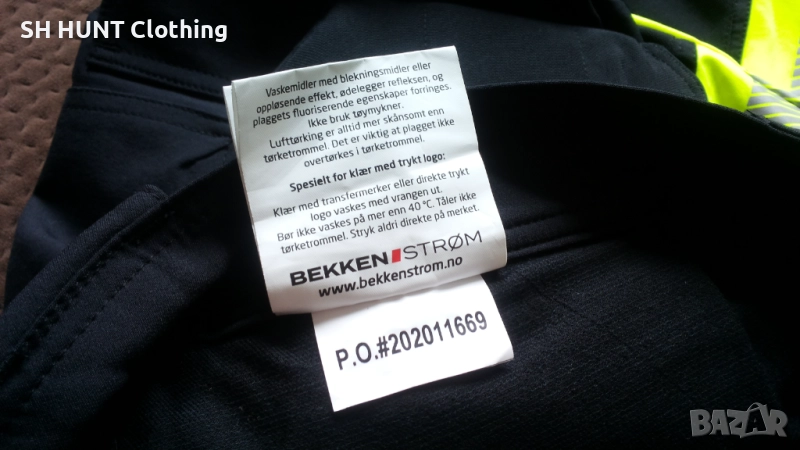 SH HUNT Clothing
Vaskemidler med blekningsmidler eller
oppløsende effekt, ødelegger refleksen, og
plaggets fluoriserende egenskaper forringes.
Ikke bruk tøymykner.
Lufttørking er alltid mer skånsomt enn
tørketrommel. Det er viktig at plagget ikke
overtørkes i tørketrommel.
Spesielt for klær med trykt logo:
Klær med transfermerker eller direkte trykt
logo vaskes med vrangen ut.
Bør ikke vaskes på mer enn 40 °C. Tåler ikke
tørketrommel. Stryk aldri direkte på merket.
BEKKEN STRØM
www.bekkenstrom.no
P.O.#202011669
BAZAR